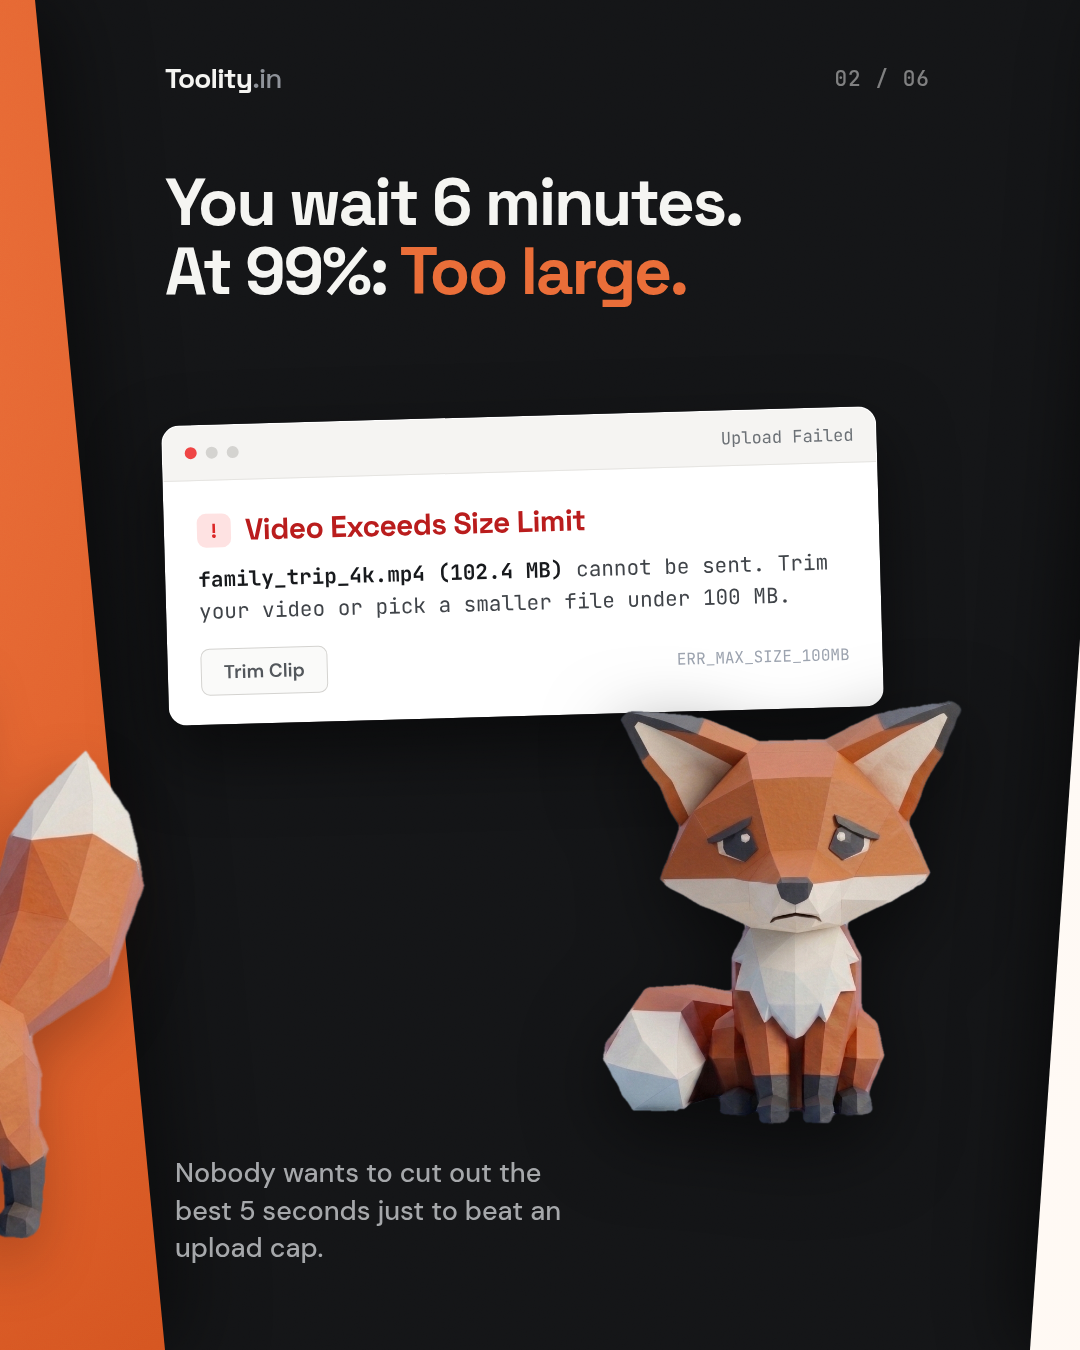 Toolity.in
02 / 06
You wait 6 minutes.
At 99%: Too large.
Upload Failed
! Video Exceeds Size Limit
family_trip_4k.mp4 (102.4 MB) cannot be sent. Trim
your video or pick a smaller file under 100 MB.
Trim Clip
ERR_MAX_SIZE_100MB
Nobody wants to cut out the
best 5 seconds just to beat an
upload cap.